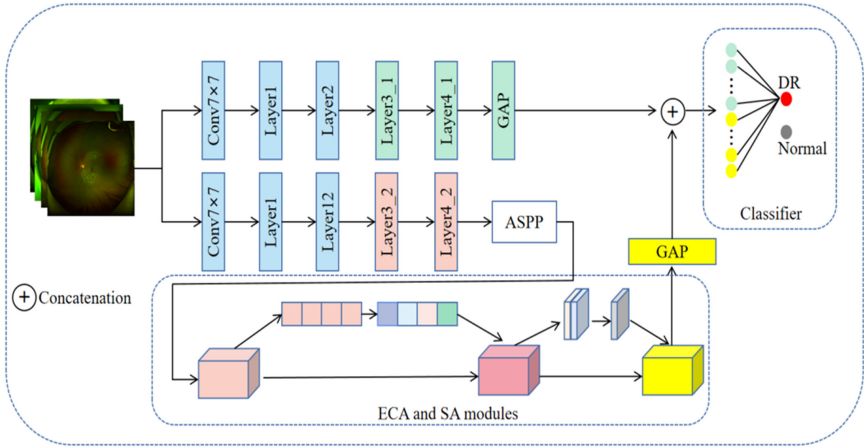 Conv7×7
Layer1
Layer2
Layer3_1
Layer4_1
GAP
+
DR
Normal
Classifier
Conv7×7
Layer1
Layer12
Layer3_2
Layer4_2
ASPP
GAP
+ Concatenation
ECA and SA modules